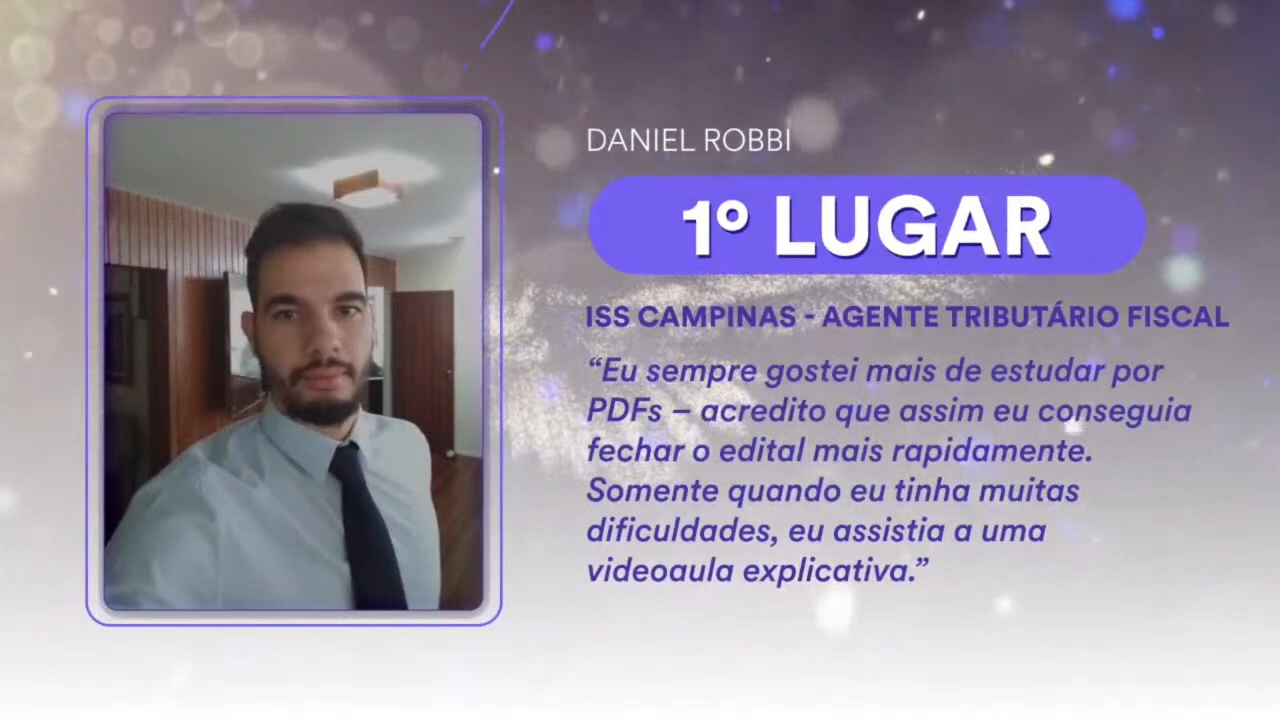 DANIEL ROBBI
1º LUGAR
ISS CAMPINAS - AGENTE TRIBUTÁRIO FISCAL
“Eu sempre gostei mais de estudar por
PDFs – acredito que assim eu conseguia
fechar o edital mais rapidamente.
Somente quando eu tinha muitas
dificuldades, eu assistia a uma
videoaula explicativa.”